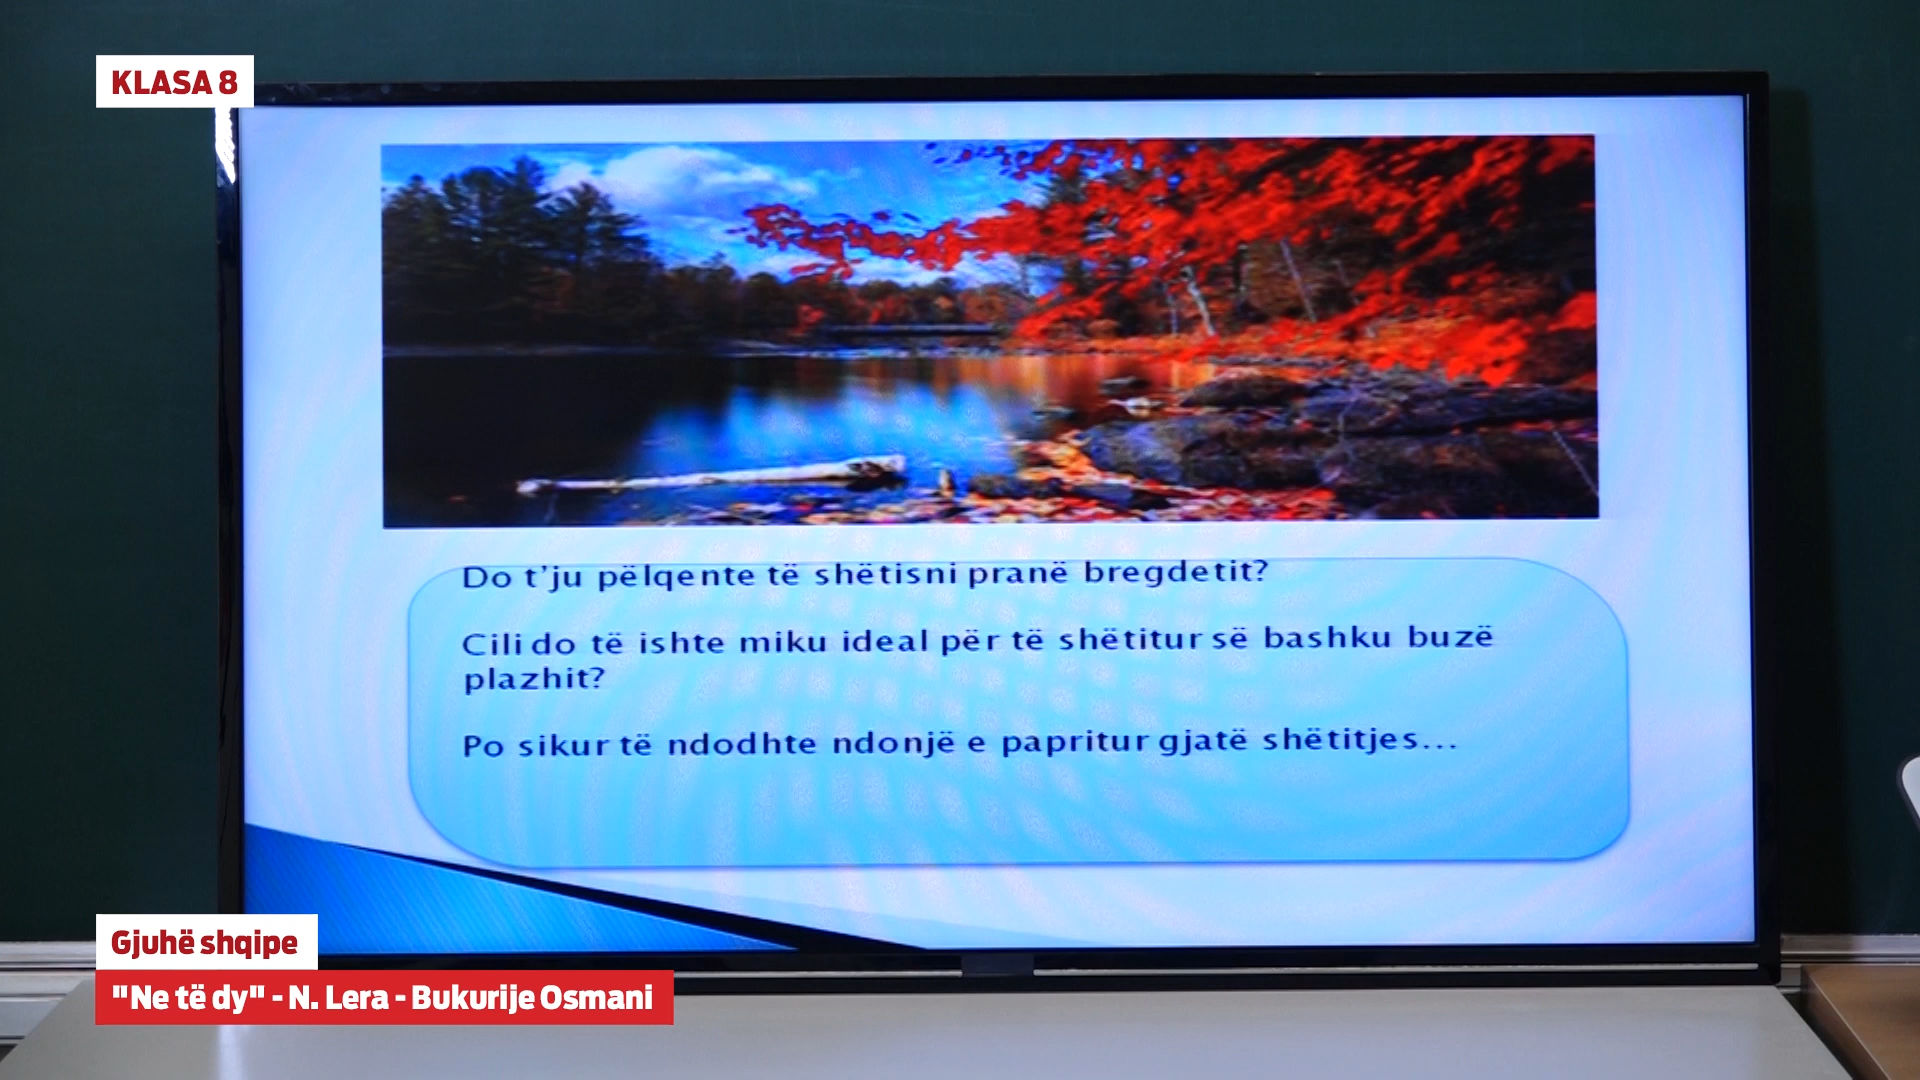 KLASA 8
Do t'ju pëlqente të shëtisni pranë bregdetit?
Cili do të ishte miku ideal për të shëtitur së bashku buzë
plazhit?
Po sikur të ndodhte ndonjë e papritur gjatë shëtitjes...
Gjuhë shqipe
"Ne të dy" - N. Lera - Bukurije Osmani